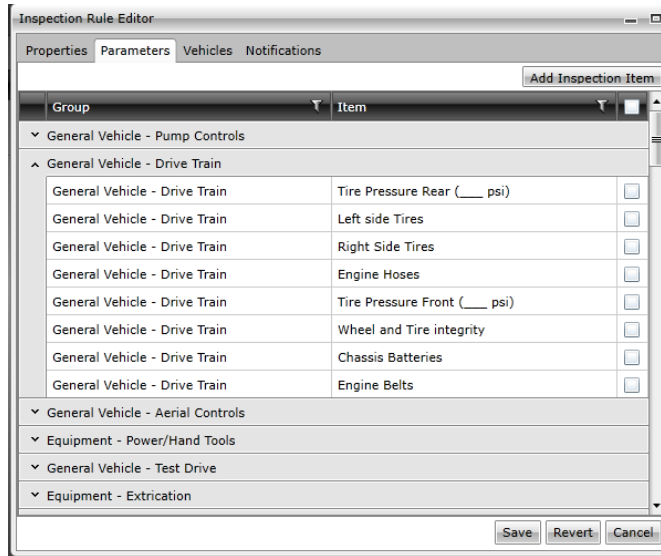 Inspection Rule Editor
Properties Parameters Vehicles Notifications
Add Inspection Item
Group Item
General Vehicle - Pump Controls
General Vehicle - Drive Train
General Vehicle - Drive Train Tire Pressure Rear (___ psi)
General Vehicle - Drive Train Left side Tires
General Vehicle - Drive Train Right Side Tires
General Vehicle - Drive Train Engine Hoses
General Vehicle - Drive Train Tire Pressure Front (___ psi)
General Vehicle - Drive Train Wheel and Tire integrity
General Vehicle - Drive Train Chassis Batteries
General Vehicle - Drive Train Engine Belts
General Vehicle - Aerial Controls
Equipment - Power/Hand Tools
General Vehicle - Test Drive
Equipment - Extrication
Save Revert Cancel